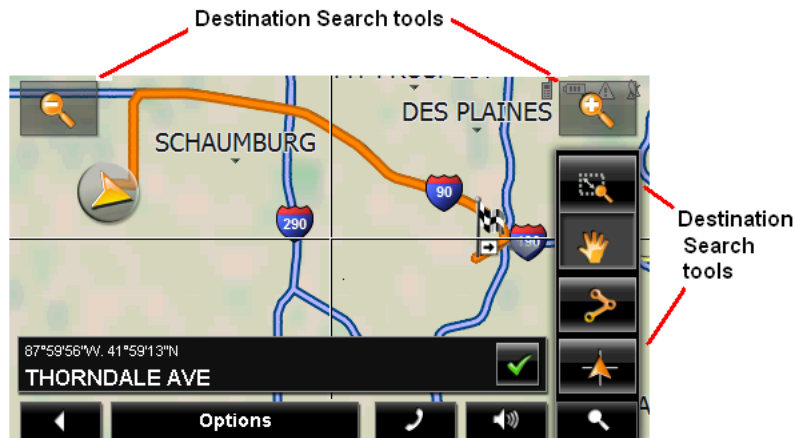 Destination Search tools
DES PLAINES
SCHAUMBURG
90
290
190
Destination
Search
tools
87°59'56"W. 41°59'13"N
THORNDALE AVE
Options